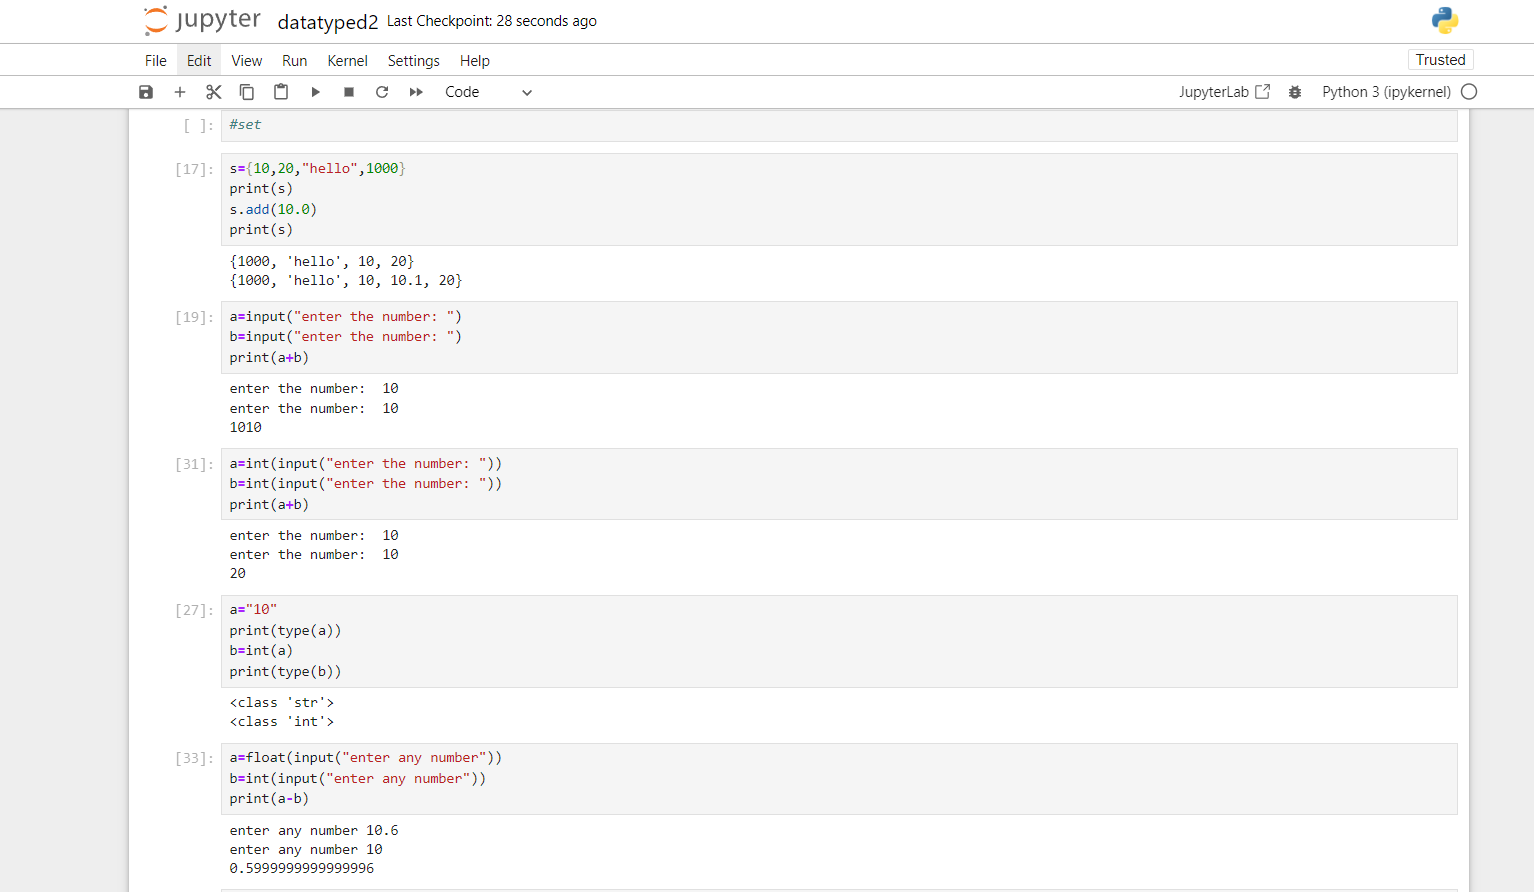 jupyter datatyped2 Last Checkpoint: 28 seconds ago
File Edit View Run Kernel Settings Help Trusted
Code JupyterLab Python 3 (ipykernel)
[ ]: #set
[17]: s={10,20,"hello",1000}
print(s)
s.add(10.0)
print(s)
{1000, 'hello', 10, 20}
{1000, 'hello', 10, 10.1, 20}
[19]: a=input("enter the number: ")
b=input("enter the number: ")
print(a+b)
enter the number:  10
enter the number:  10
1010
[31]: a=int(input("enter the number: "))
b=int(input("enter the number: "))
print(a+b)
enter the number:  10
enter the number:  10
20
[27]: a="10"
print(type(a))
b=int(a)
print(type(b))
<class 'str'>
<class 'int'>
[33]: a=float(input("enter any number"))
b=int(input("enter any number"))
print(a-b)
enter any number 10.6
enter any number 10
0.5999999999999996